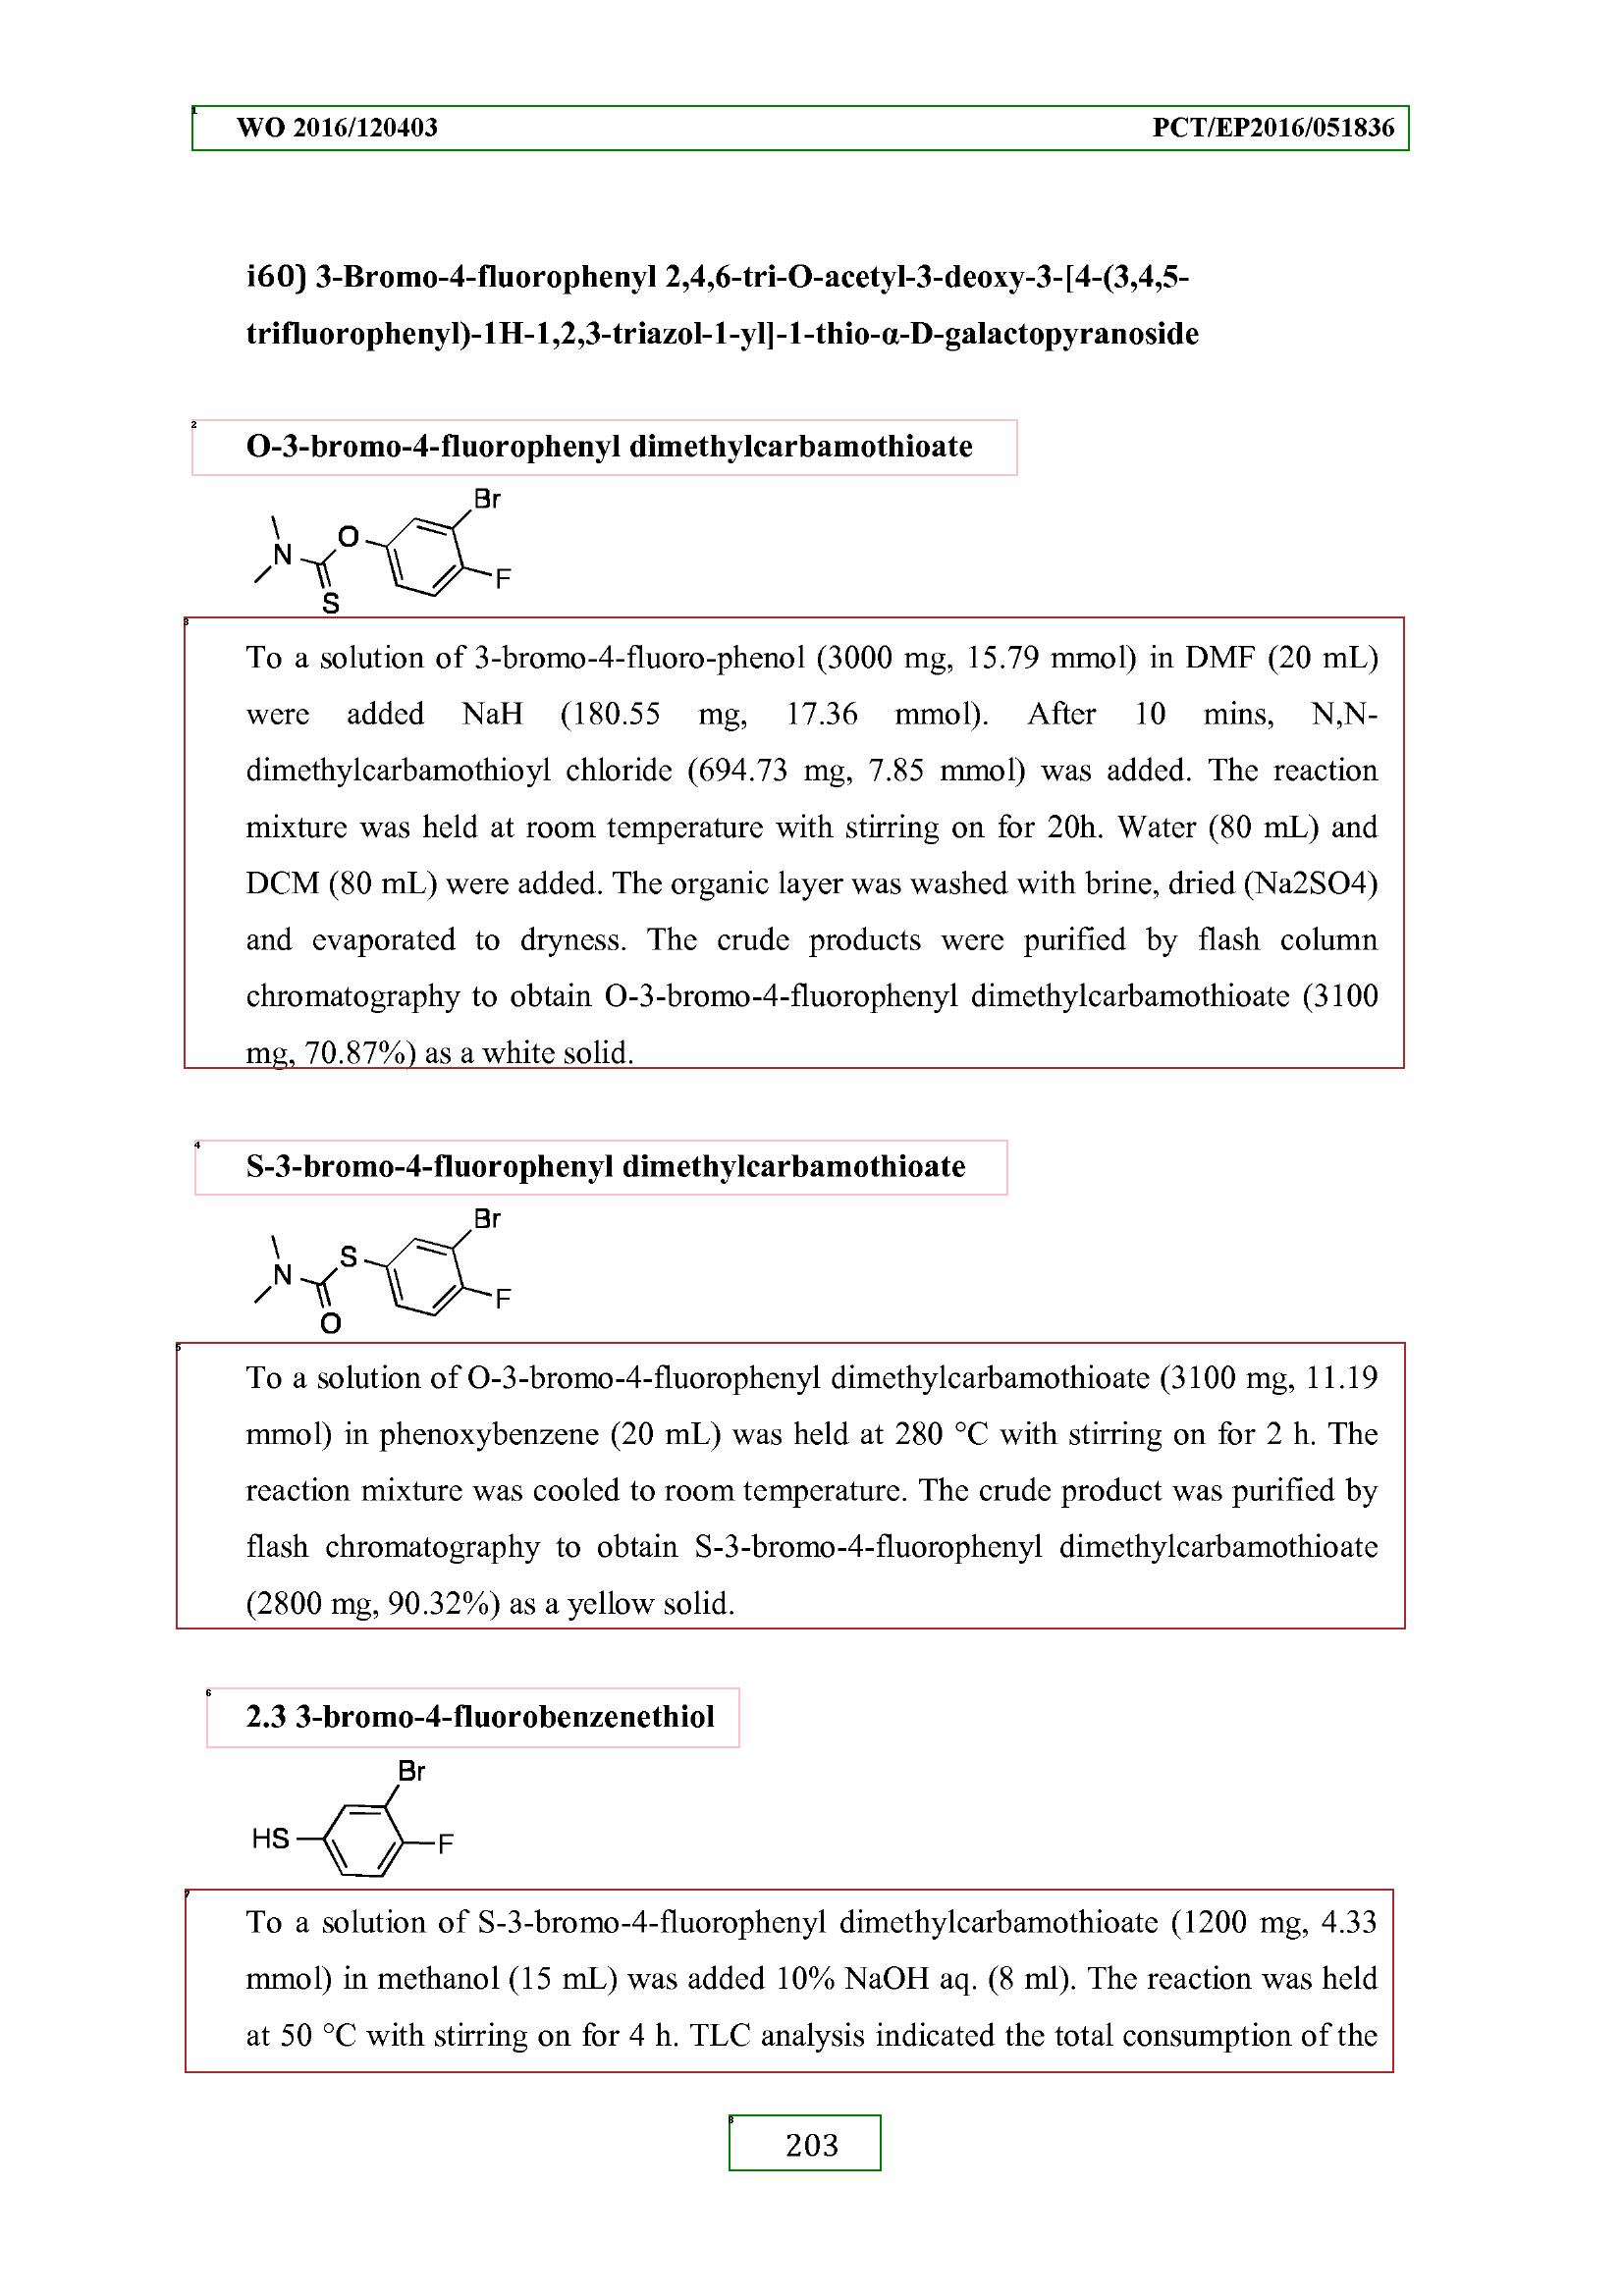 WO 2016/120403 PCT/EP2016/051836
i60) 3-Bromo-4-fluorophenyl 2,4,6-tri-O-acetyl-3-deoxy-3-[4-(3,4,5-
trifluorophenyl)-1H-1,2,3-triazol-1-yl]-1-thio-α-D-galactopyranoside
2
O-3-bromo-4-fluorophenyl dimethylcarbamothioate
Br
O
N
F
S
3
To a solution of 3-bromo-4-fluoro-phenol (3000 mg, 15.79 mmol) in DMF (20 mL)
were added NaH (180.55 mg, 17.36 mmol). After 10 mins, N,N-
dimethylcarbamothioyl chloride (694.73 mg, 7.85 mmol) was added. The reaction
mixture was held at room temperature with stirring on for 20h. Water (80 mL) and
DCM (80 mL) were added. The organic layer was washed with brine, dried (Na2SO4)
and evaporated to dryness. The crude products were purified by flash column
chromatography to obtain O-3-bromo-4-fluorophenyl dimethylcarbamothioate (3100
mg, 70.87%) as a white solid.
4
S-3-bromo-4-fluorophenyl dimethylcarbamothioate
Br
S
N
F
O
5
To a solution of O-3-bromo-4-fluorophenyl dimethylcarbamothioate (3100 mg, 11.19
mmol) in phenoxybenzene (20 mL) was held at 280 °C with stirring on for 2 h. The
reaction mixture was cooled to room temperature. The crude product was purified by
flash chromatography to obtain S-3-bromo-4-fluorophenyl dimethylcarbamothioate
(2800 mg, 90.32%) as a yellow solid.
6
2.3 3-bromo-4-fluorobenzenethiol
Br
HS
F
7
To a solution of S-3-bromo-4-fluorophenyl dimethylcarbamothioate (1200 mg, 4.33
mmol) in methanol (15 mL) was added 10% NaOH aq. (8 ml). The reaction was held
at 50 °C with stirring on for 4 h. TLC analysis indicated the total consumption of the
8
203